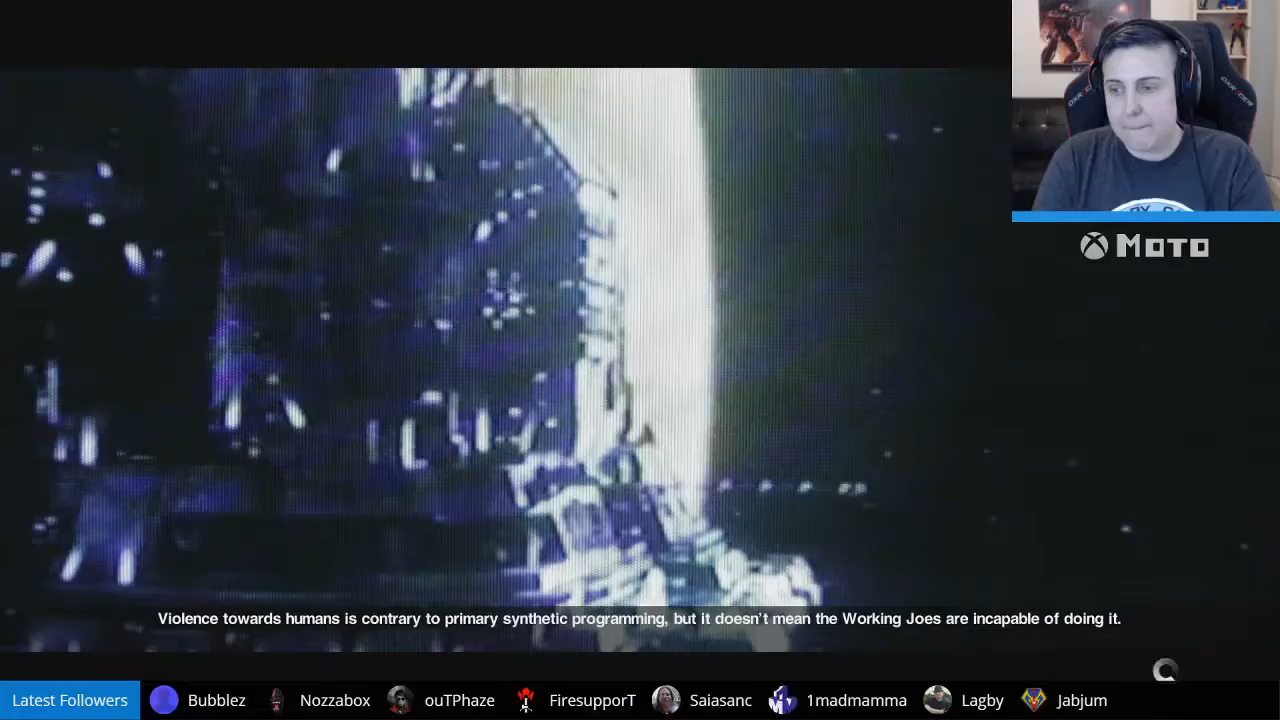 DXRACER
MOTO
Violence towards humans is contrary to primary synthetic programming, but it doesn't mean the Working Joes are incapable of doing it.
Latest Followers Bubblez Nozzabox ouTPhaze FiresupporT Saiasanc 1madmamma Lagby Jabjum